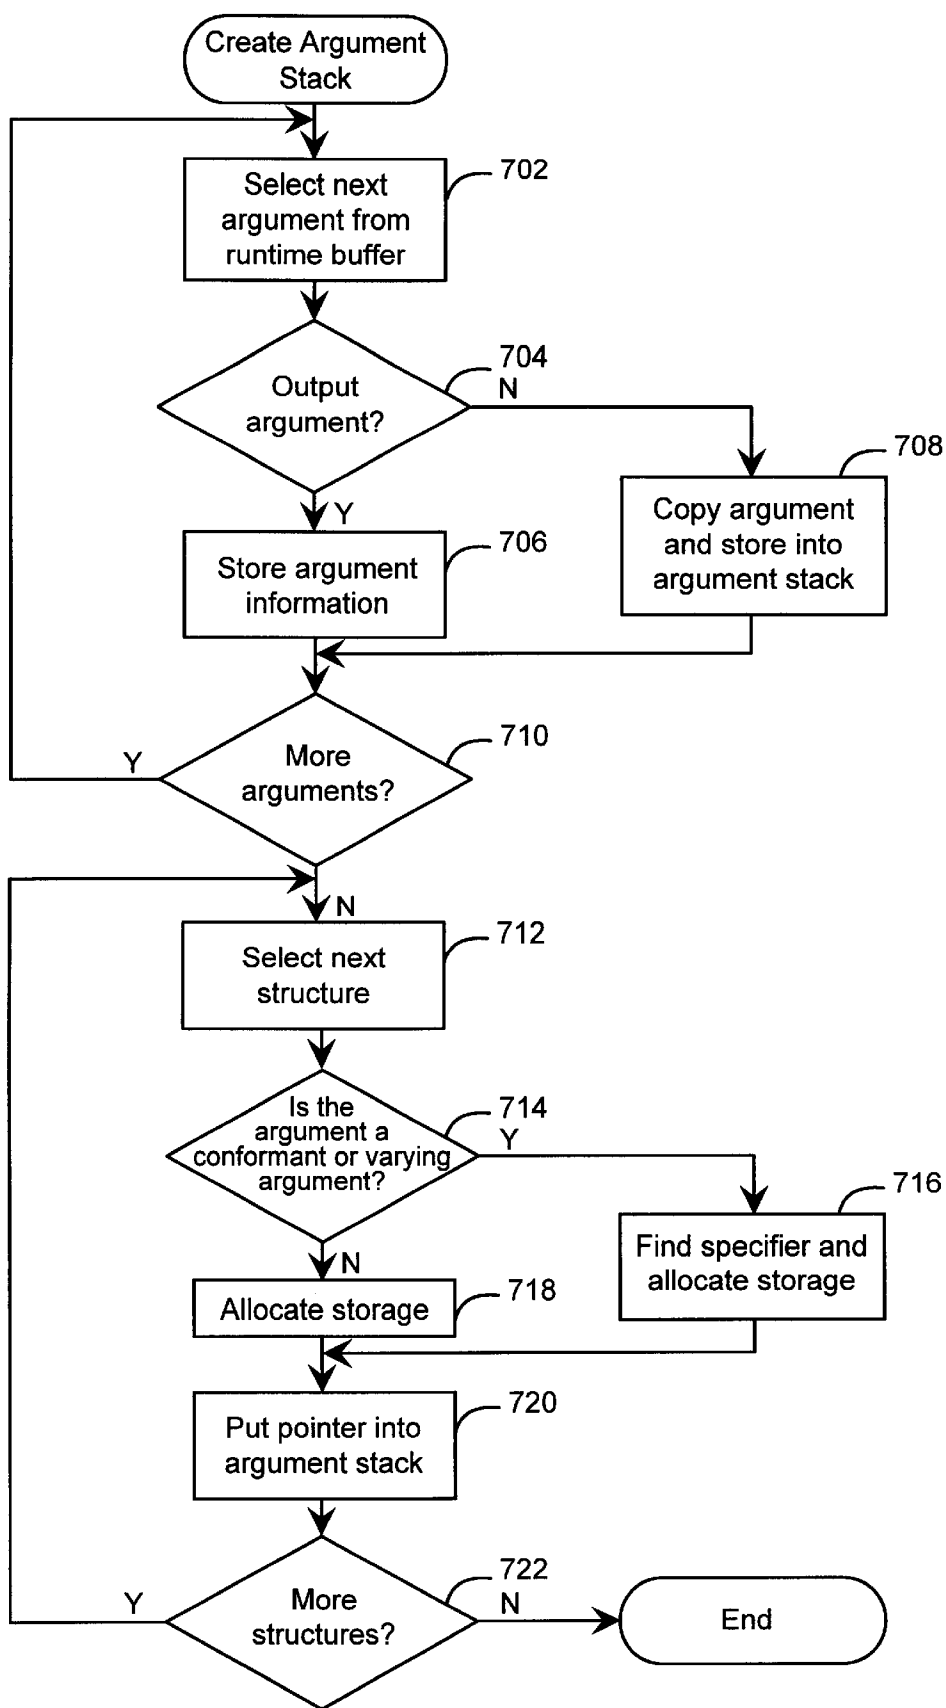 Create Argument
Stack
702
Select next
argument from
runtime buffer
704
Output
argument?
N
Y
708
Copy argument
and store into
argument stack
706
Store argument
information
710
More
arguments?
Y
N
712
Select next
structure
714
Is the
argument a
conformant or varying
argument?
Y
N
716
Find specifier and
allocate storage
718
Allocate storage
720
Put pointer into
argument stack
722
More
structures?
Y
N
End